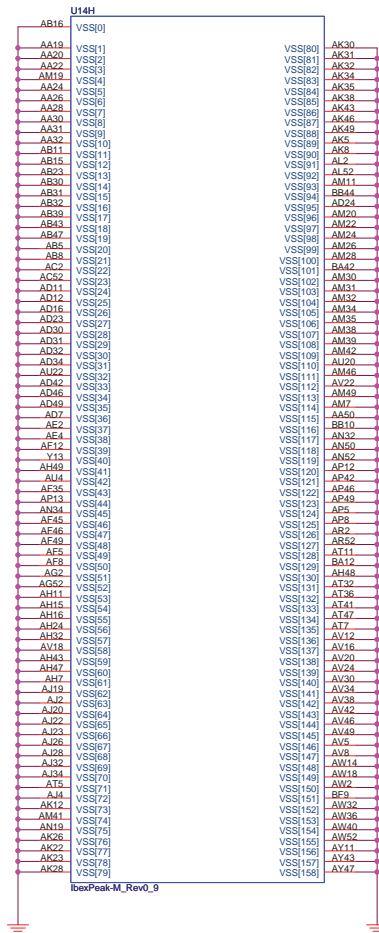 U14H
AB16 VSS[0]
AA19 VSS[1] VSS[80] AK30
AA20 VSS[2] VSS[81] AK31
AA22 VSS[3] VSS[82] AK32
AM19 VSS[4] VSS[83] AK34
AA24 VSS[5] VSS[84] AK35
AA26 VSS[6] VSS[85] AK38
AA28 VSS[7] VSS[86] AK43
AA30 VSS[8] VSS[87] AK46
AA31 VSS[9] VSS[88] AK49
AA32 VSS[10] VSS[89] AK5
AB11 VSS[11] VSS[90] AK8
AB15 VSS[12] VSS[91] AL2
AB23 VSS[13] VSS[92] AL52
AB30 VSS[14] VSS[93] AM11
AB31 VSS[15] VSS[94] BB44
AB32 VSS[16] VSS[95] AD24
AB39 VSS[17] VSS[96] AM20
AB43 VSS[18] VSS[97] AM22
AB47 VSS[19] VSS[98] AM24
AB5 VSS[20] VSS[99] AM26
AB8 VSS[21] VSS[100] AM28
AC2 VSS[22] VSS[101] BA42
AC52 VSS[23] VSS[102] AM30
AD11 VSS[24] VSS[103] AM31
AD12 VSS[25] VSS[104] AM32
AD16 VSS[26] VSS[105] AM34
AD23 VSS[27] VSS[106] AM35
AD30 VSS[28] VSS[107] AM38
AD31 VSS[29] VSS[108] AM39
AD32 VSS[30] VSS[109] AM42
AD34 VSS[31] VSS[110] AU20
AU22 VSS[32] VSS[111] AM46
AD42 VSS[33] VSS[112] AV22
AD46 VSS[34] VSS[113] AM49
AD49 VSS[35] VSS[114] AM7
AD7 VSS[36] VSS[115] AA50
AE2 VSS[37] VSS[116] BB10
AE4 VSS[38] VSS[117] AN32
AF12 VSS[39] VSS[118] AN50
Y13 VSS[40] VSS[119] AN52
AH49 VSS[41] VSS[120] AP12
AU4 VSS[42] VSS[121] AP42
AF35 VSS[43] VSS[122] AP46
AP13 VSS[44] VSS[123] AP49
AN34 VSS[45] VSS[124] AP5
AF45 VSS[46] VSS[125] AP8
AF46 VSS[47] VSS[126] AR2
AF49 VSS[48] VSS[127] AR52
AF5 VSS[49] VSS[128] AT11
AF8 VSS[50] VSS[129] BA12
AG2 VSS[51] VSS[130] AH48
AG52 VSS[52] VSS[131] AT32
AH11 VSS[53] VSS[132] AT36
AH15 VSS[54] VSS[133] AT41
AH16 VSS[55] VSS[134] AT47
AH24 VSS[56] VSS[135] AT7
AH32 VSS[57] VSS[136] AV12
AV18 VSS[58] VSS[137] AV16
AH43 VSS[59] VSS[138] AV20
AH47 VSS[60] VSS[139] AV24
AH7 VSS[61] VSS[140] AV30
AJ19 VSS[62] VSS[141] AV34
AJ2 VSS[63] VSS[142] AV38
AJ20 VSS[64] VSS[143] AV42
AJ22 VSS[65] VSS[144] AV46
AJ23 VSS[66] VSS[145] AV49
AJ26 VSS[67] VSS[146] AV5
AJ28 VSS[68] VSS[147] AV8
AJ32 VSS[69] VSS[148] AW14
AJ34 VSS[70] VSS[149] AW18
AT5 VSS[71] VSS[150] AW2
AJ4 VSS[72] VSS[151] BF9
AK12 VSS[73] VSS[152] AW32
AM41 VSS[74] VSS[153] AW36
AN19 VSS[75] VSS[154] AW40
AK26 VSS[76] VSS[155] AW52
AK22 VSS[77] VSS[156] AY11
AK23 VSS[78] VSS[157] AY43
AK28 VSS[79] VSS[158] AY47
IbexPeak-M_Rev0_9